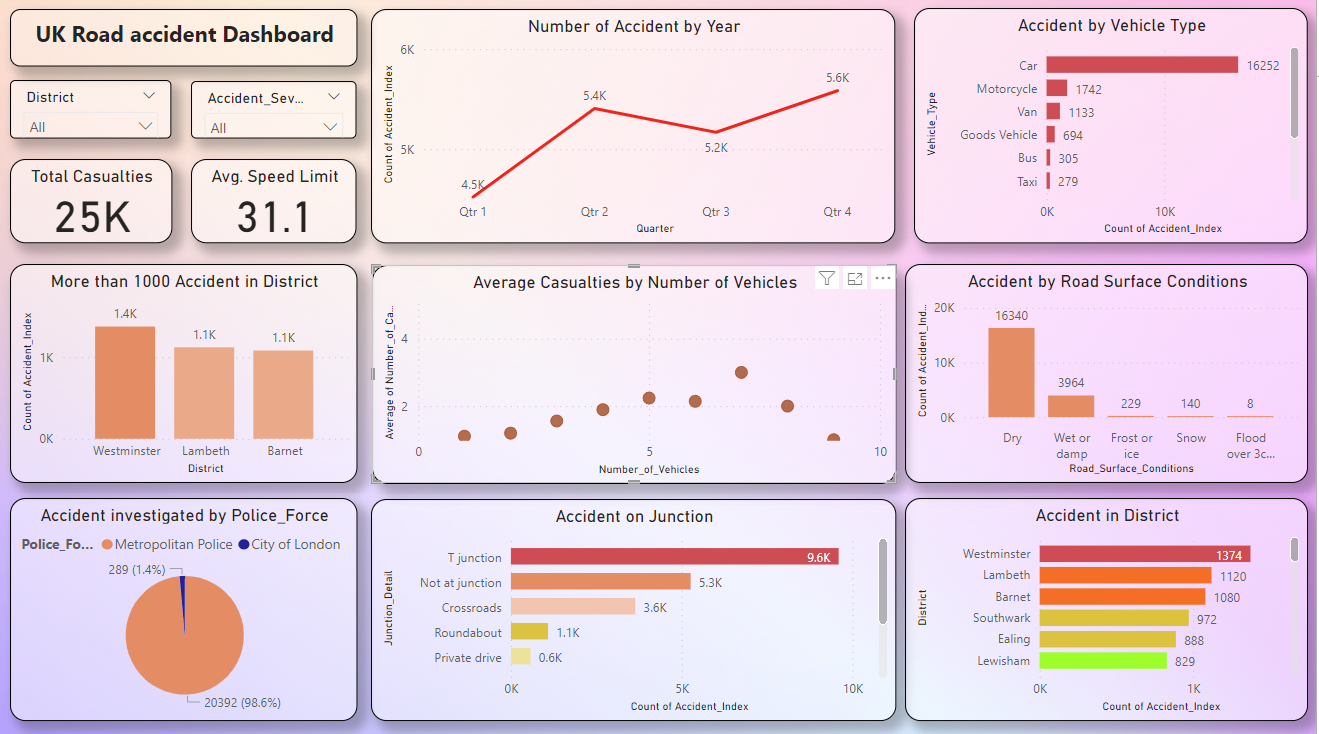 UK Road accident Dashboard
District
All
Accident_Sev...
All
Total Casualties
25K
Avg. Speed Limit
31.1
Number of Accident by Year
Count of Accident_Index
6K
5K
4.5K
5.4K
5.2K
5.6K
Qtr 1
Qtr 2
Qtr 3
Qtr 4
Quarter
Accident by Vehicle Type
Vehicle_Type
Car
16252
Motorcycle
1742
Van
1133
Goods Vehicle
694
Bus
305
Taxi
279
0K
10K
Count of Accident_Index
More than 1000 Accident in District
Count of Accident_Index
1K
0K
1.4K
1.1K
1.1K
Westminster
Lambeth
Barnet
District
Average Casualties by Number of Vehicles
Average of Number_of_Ca...
4
2
0
5
10
Number_of_Vehicles
Accident by Road Surface Conditions
Count of Accident_Ind...
20K
10K
0K
16340
3964
229
140
8
Dry
Wet or
damp
Frost or
ice
Snow
Flood
over 3c...
Road_Surface_Conditions
Accident investigated by Police_Force
Police_Fo...
Metropolitan Police
City of London
289 (1.4%)
20392 (98.6%)
Accident on Junction
Junction_Detail
T junction
9.6K
Not at junction
5.3K
Crossroads
3.6K
Roundabout
1.1K
Private drive
0.6K
0K
5K
10K
Count of Accident_Index
Accident in District
District
Westminster
1374
Lambeth
1120
Barnet
1080
Southwark
972
Ealing
888
Lewisham
829
0K
1K
Count of Accident_Index